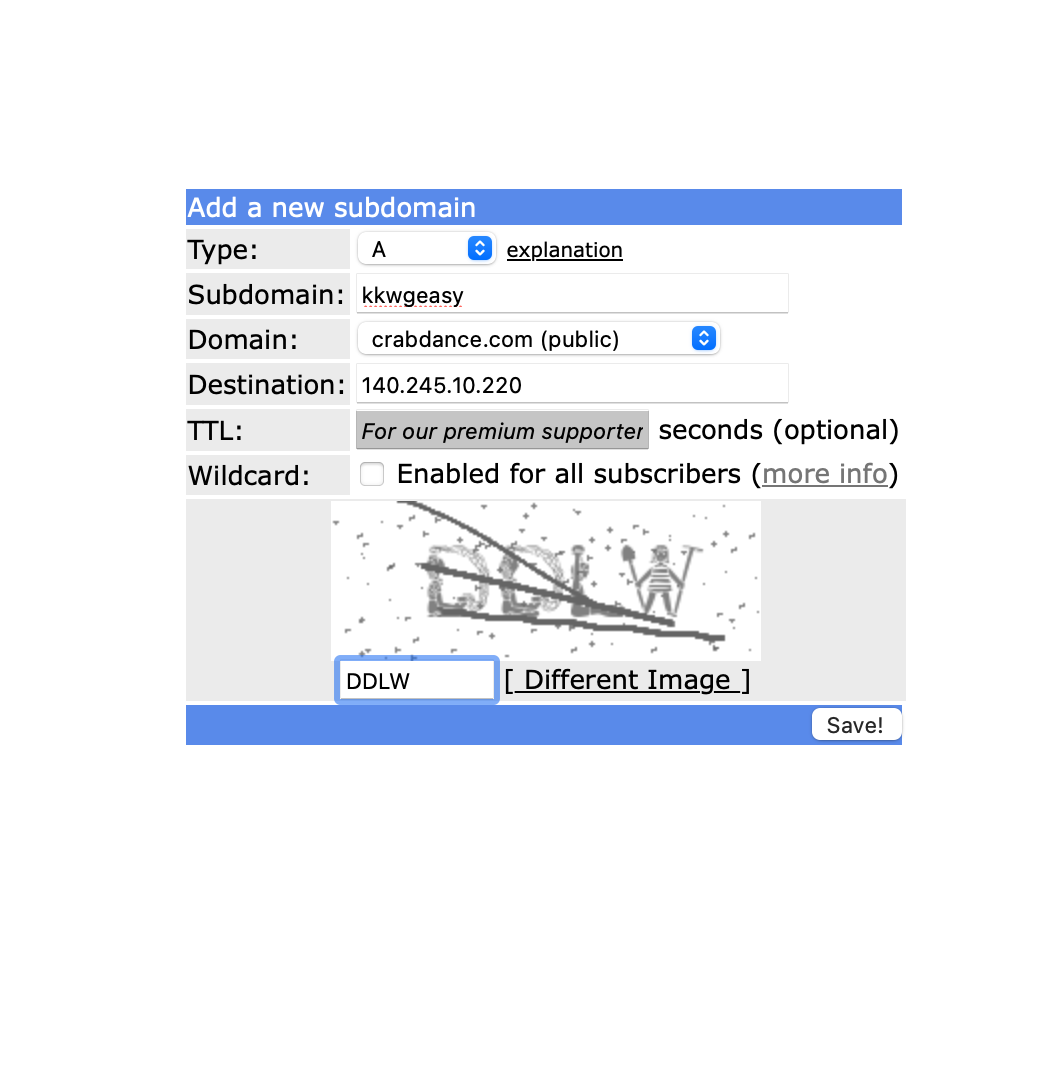 Add a new subdomain
Type: A explanation
Subdomain: kkwgeasy
Domain: crabdance.com (public)
Destination: 140.245.10.220
TTL: For our premium supporter seconds (optional)
Wildcard: Enabled for all subscribers (more info)
DDLW
DDLW [ Different Image ]
Save!